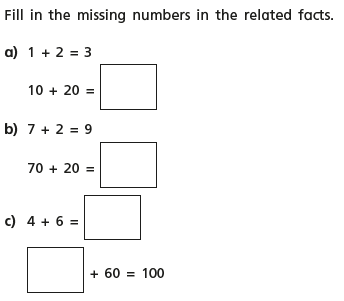 Fill in the missing numbers in the related facts.
a) 1 + 2 = 3
10 + 20 =
b) 7 + 2 = 9
70 + 20 =
c) 4 + 6 =
+ 60 = 100